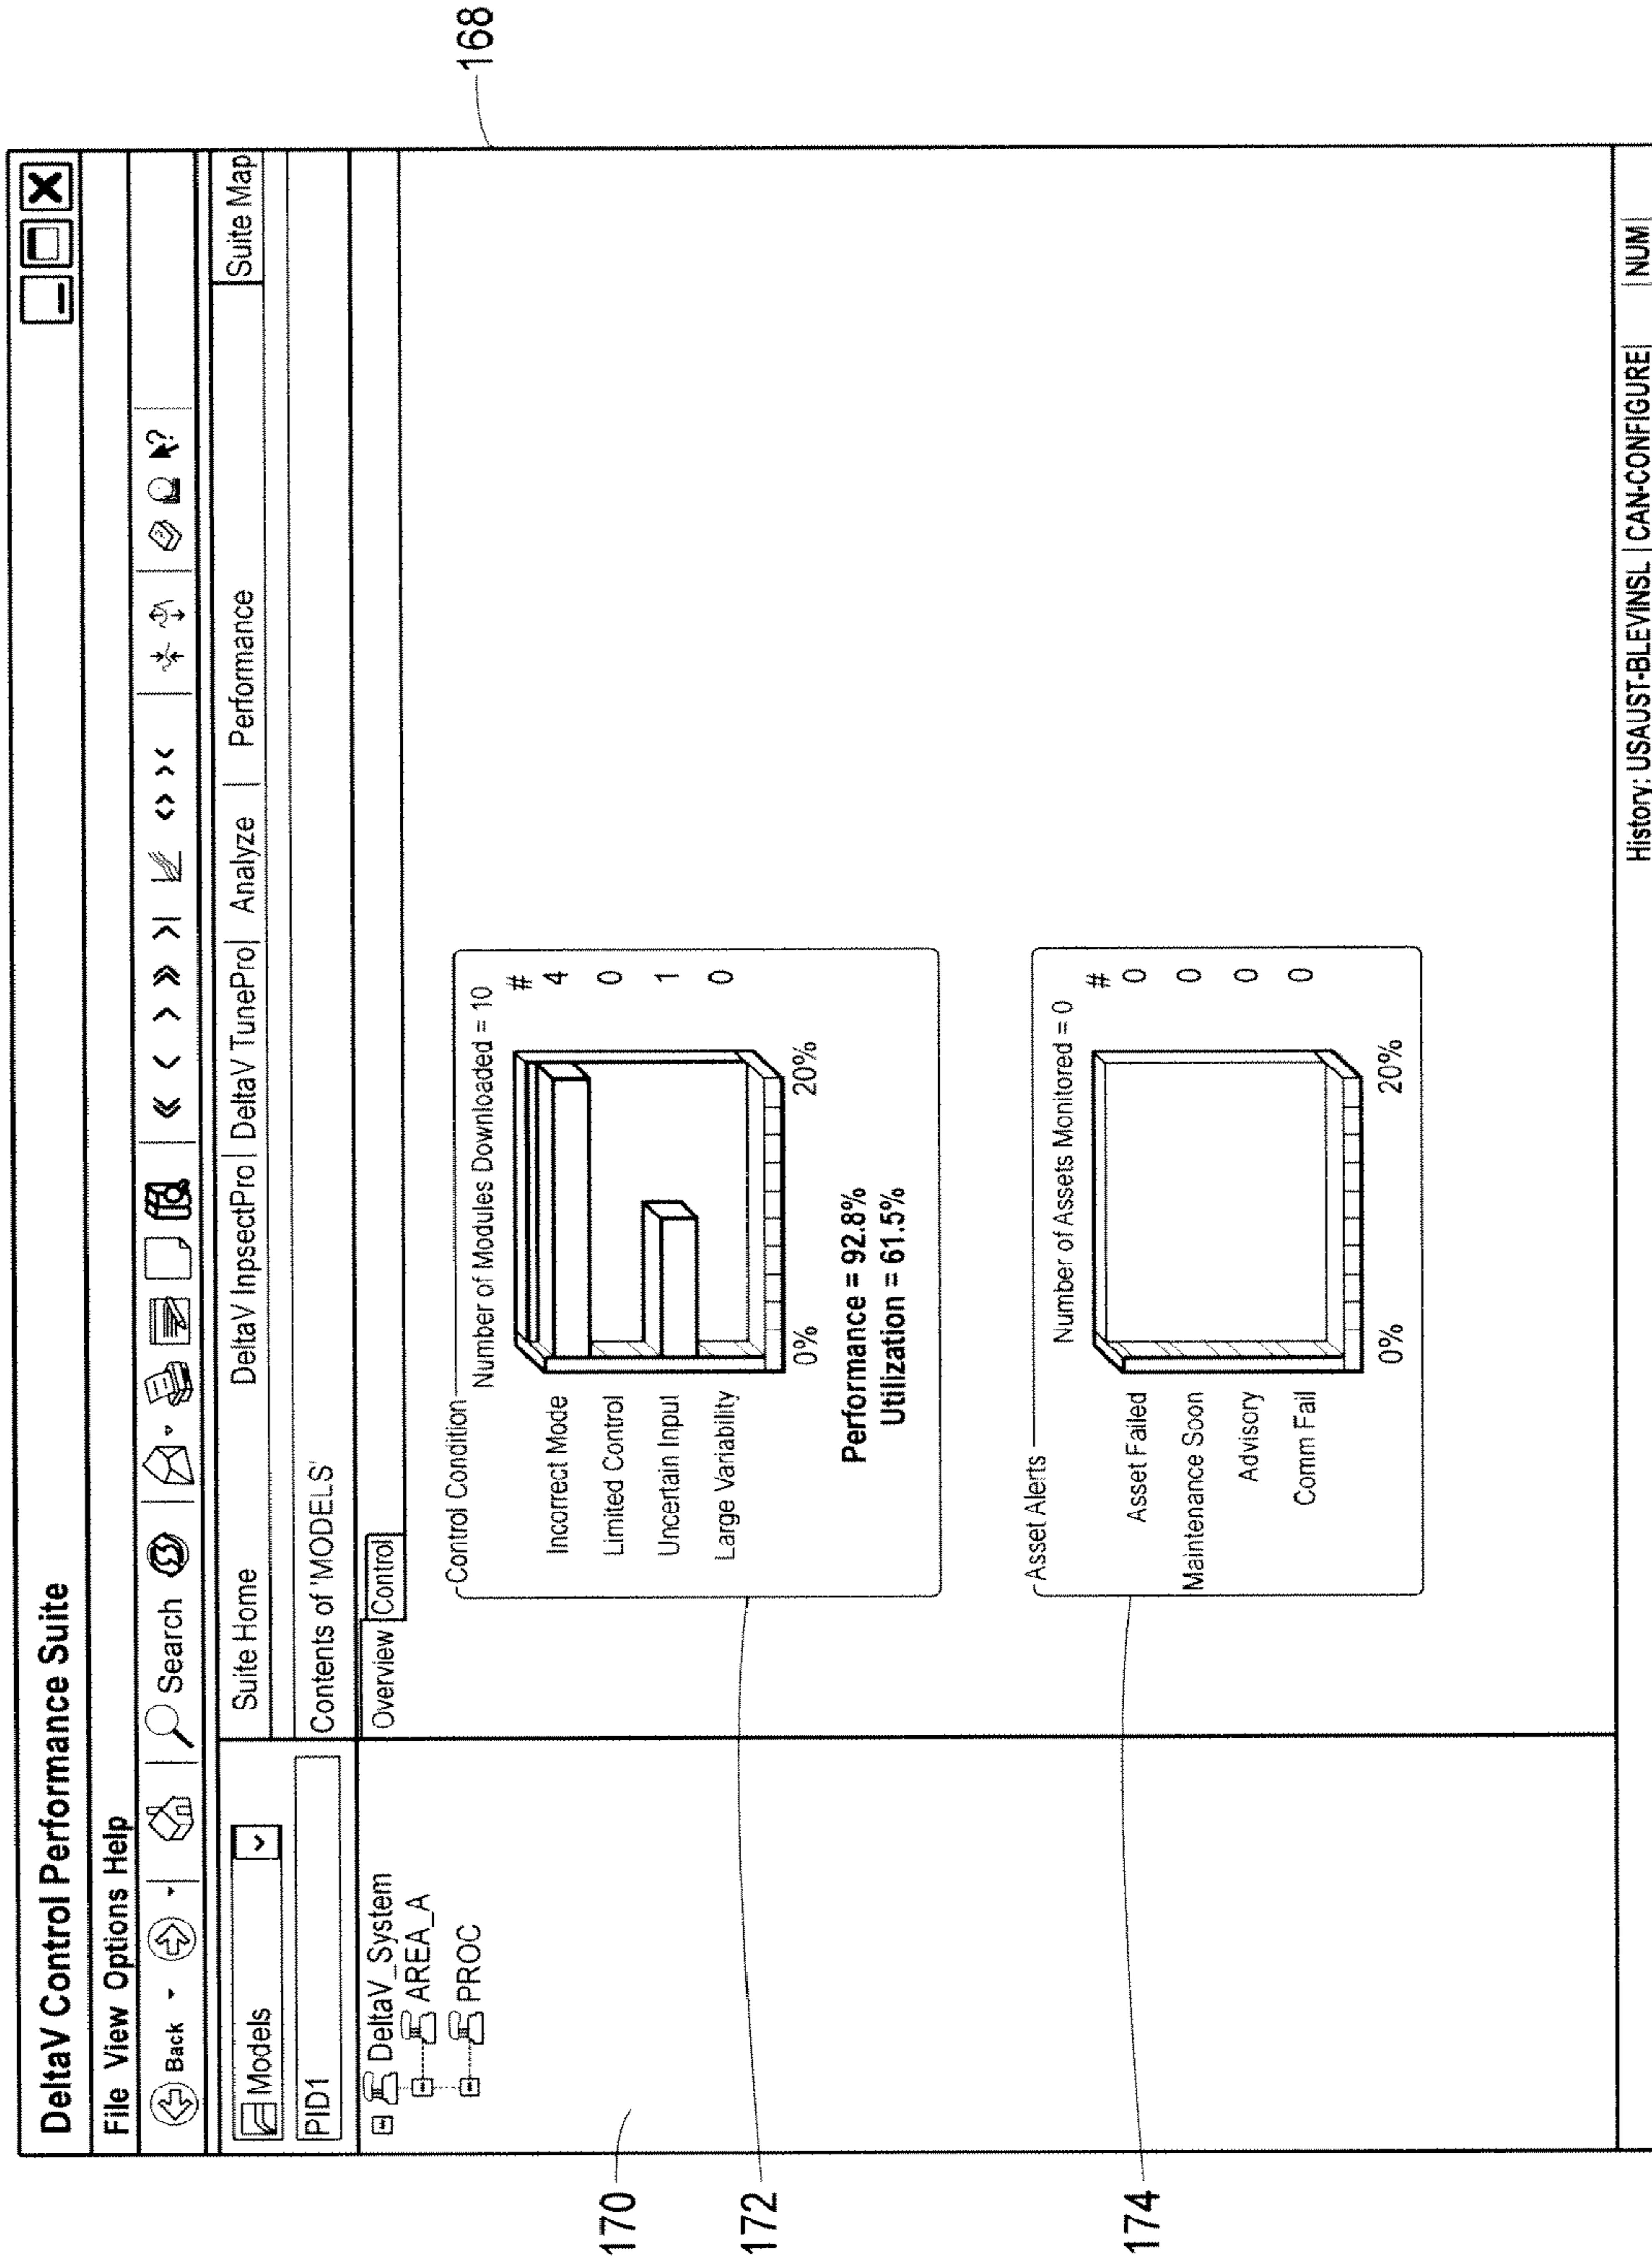 DeltaV Control Performance Suite
File View Options Help
Back
Search
Models
Suite Home
DeltaV InpsectPro
DeltaV TunePro
Analyze
Performance
Suite Map
PID1
Contents of 'MODELS'
Overview
Control
DeltaV_System
AREA_A
PROC
Control Condition
Number of Modules Downloaded = 10
#
Incorrect Mode 4
Limited Control 0
Uncertain Input 1
Large Variability 0
0% 20%
Performance = 92.8%
Utilization = 61.5%
Asset Alerts
Number of Assets Monitored = 0
#
Asset Failed 0
Maintenance Soon 0
Advisory 0
Comm Fail 0
0% 20%
History: USAUST-BLEVINSL
CAN-CONFIGURE
NUM
168
170
172
174